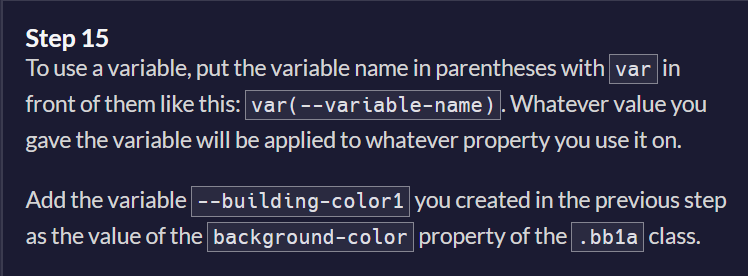 Step 15
To use a variable, put the variable name in parentheses with var in
front of them like this: var(--variable-name). Whatever value you
gave the variable will be applied to whatever property you use it on.
Add the variable --building-color1 you created in the previous step
as the value of the background-color property of the .bb1a class.